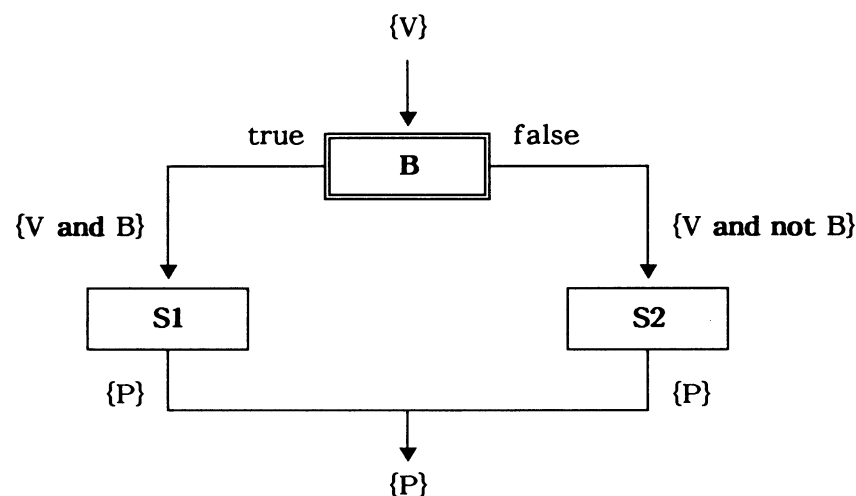 {V}
true
false
B
{V and B}
{V and not B}
S1
S2
{P}
{P}
{P}